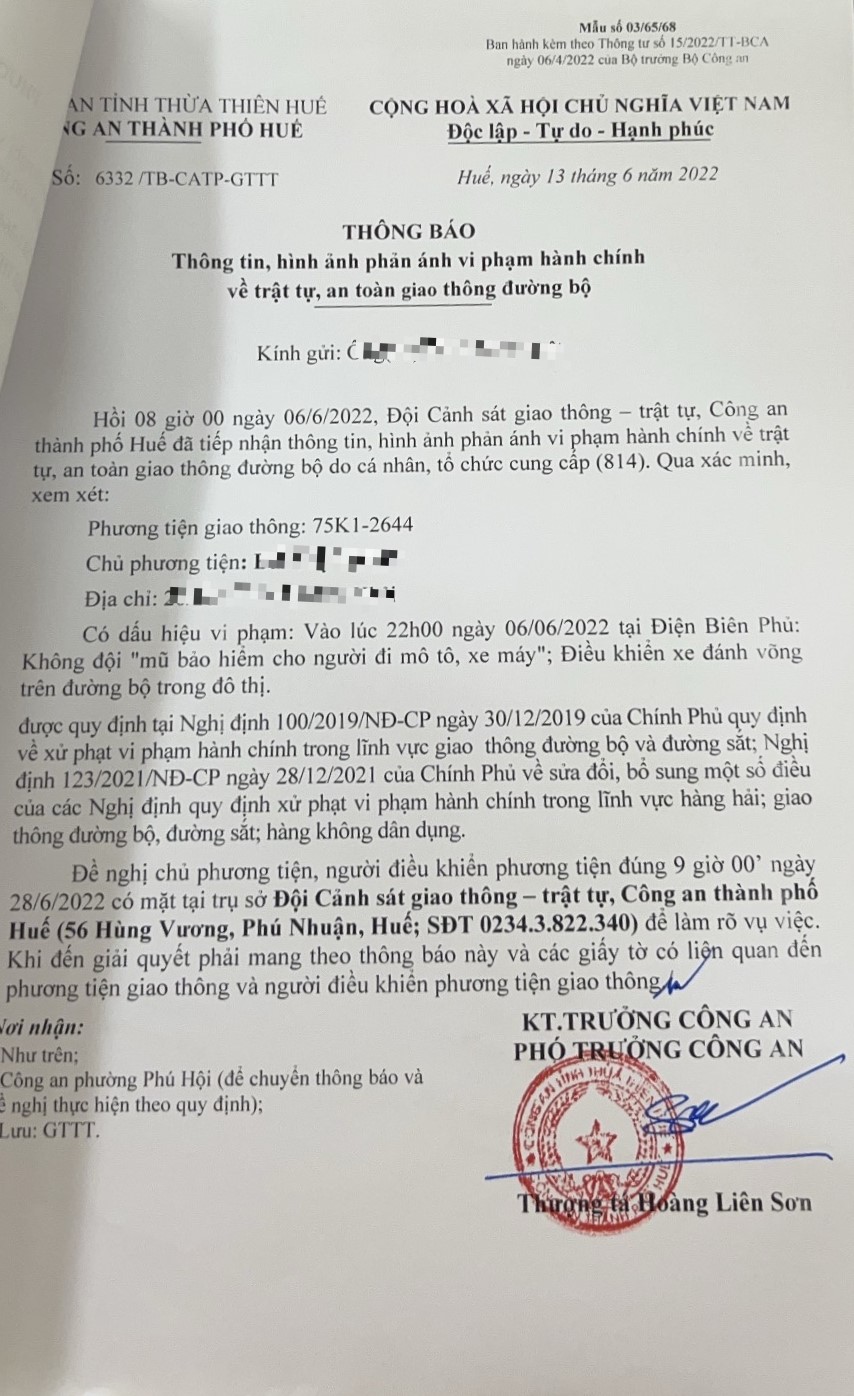 Mẫu số 03/65/68
Ban hành kèm theo Thông tư số 15/2022/TT-BCA
ngày 06/4/2022 của Bộ trưởng Bộ Công an
AN TỈNH THỪA THIÊN HUẾ
CỘNG HOÀ XÃ HỘI CHỦ NGHĨA VIỆT NAM
NG AN THÀNH PHỐ HUẾ
Độc lập - Tự do - Hạnh phúc
Số: 6332 /TB-CATP-GTTT
Huế, ngày 13 tháng 6 năm 2022
THÔNG BÁO
Thông tin, hình ảnh phản ánh vi phạm hành chính
về trật tự, an toàn giao thông đường bộ
Kính gửi:
Hồi 08 giờ 00 ngày 06/6/2022, Đội Cảnh sát giao thông – trật tự, Công an
thành phố Huế đã tiếp nhận thông tin, hình ảnh phản ánh vi phạm hành chính về trật
tự, an toàn giao thông đường bộ do cá nhân, tổ chức cung cấp (814). Qua xác minh,
xem xét:
Phương tiện giao thông: 75K1-2644
Chủ phương tiện:
Địa chỉ:
Có dấu hiệu vi phạm: Vào lúc 22h00 ngày 06/06/2022 tại Điện Biên Phủ:
Không đội "mũ bảo hiểm cho người đi mô tô, xe máy"; Điều khiển xe đánh võng
trên đường bộ trong đô thị.
được quy định tại Nghị định 100/2019/NĐ-CP ngày 30/12/2019 của Chính Phủ quy định
về xử phạt vi phạm hành chính trong lĩnh vực giao thông đường bộ và đường sắt; Nghị
định 123/2021/NĐ-CP ngày 28/12/2021 của Chính Phủ về sửa đổi, bổ sung một số điều
của các Nghị định quy định xử phạt vi phạm hành chính trong lĩnh vực hàng hải; giao
thông đường bộ, đường sắt; hàng không dân dụng.
Đề nghị chủ phương tiện, người điều khiển phương tiện đúng 9 giờ 00’ ngày
28/6/2022 có mặt tại trụ sở Đội Cảnh sát giao thông – trật tự, Công an thành phố
Huế (56 Hùng Vương, Phú Nhuận, Huế; SĐT 0234.3.822.340) để làm rõ vụ việc.
Khi đến giải quyết phải mang theo thông báo này và các giấy tờ có liên quan đến
phương tiện giao thông và người điều khiển phương tiện giao thông
Nơi nhận:
KT.TRƯỞNG CÔNG AN
Như trên;
PHÓ TRƯỞNG CÔNG AN
Công an phường Phú Hội (để chuyển thông báo và
nghị thực hiện theo quy định);
Lưu: GTTT.
Thượng tá Hoàng Liên Sơn